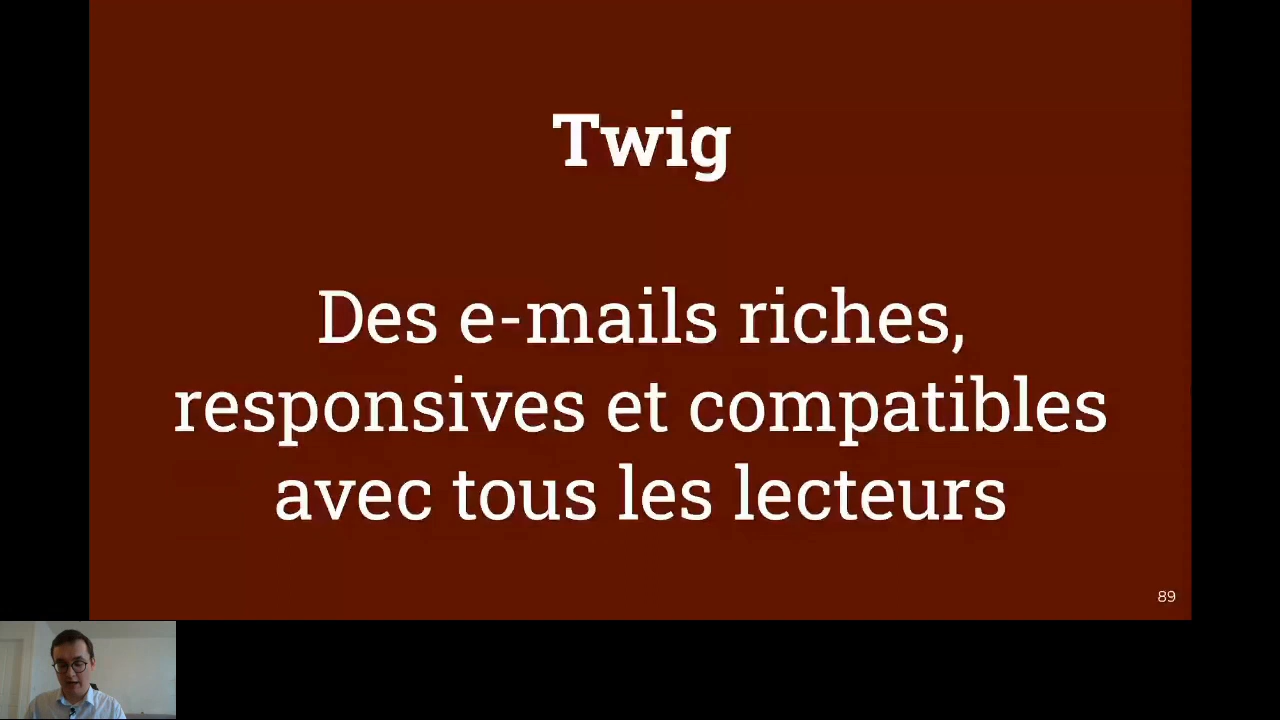 Twig
Des e-mails riches,
responsives et compatibles
avec tous les lecteurs
89